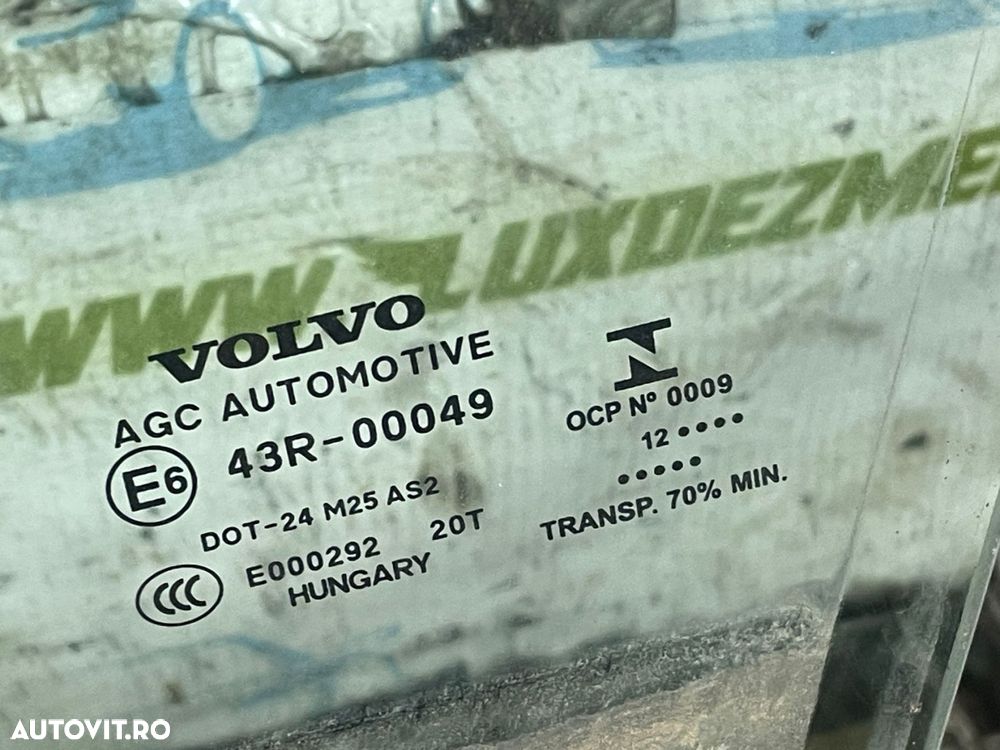 WWW.LUXDEZME
VOLVO
AGC AUTOMOTIVE
E6 43R-00049
DOT-24 M25 AS2
CCC E000292 20T
HUNGARY
OCP Nº 0009
12 ••••
•••••
TRANSP. 70% MIN.
AUTOVIT.RO